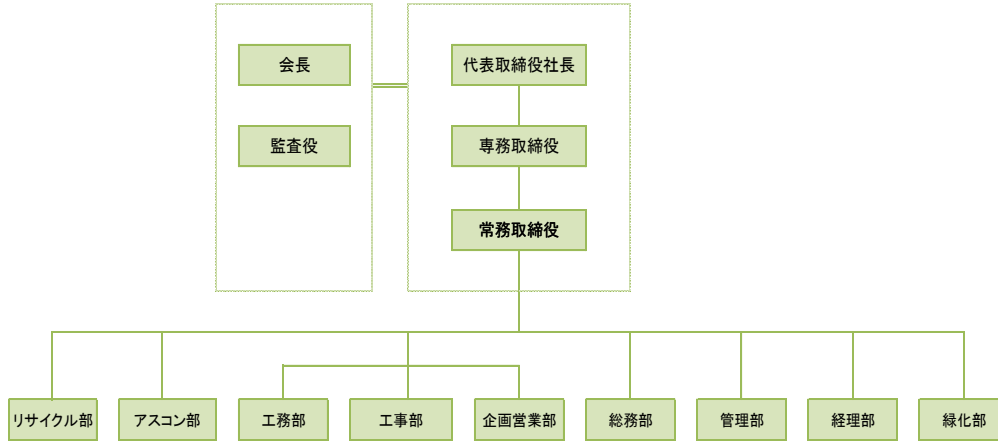 会長
代表取締役社長
監査役
専務取締役
常務取締役
リサイクル部
アスコン部
工務部
工事部
企画営業部
総務部
管理部
経理部
緑化部